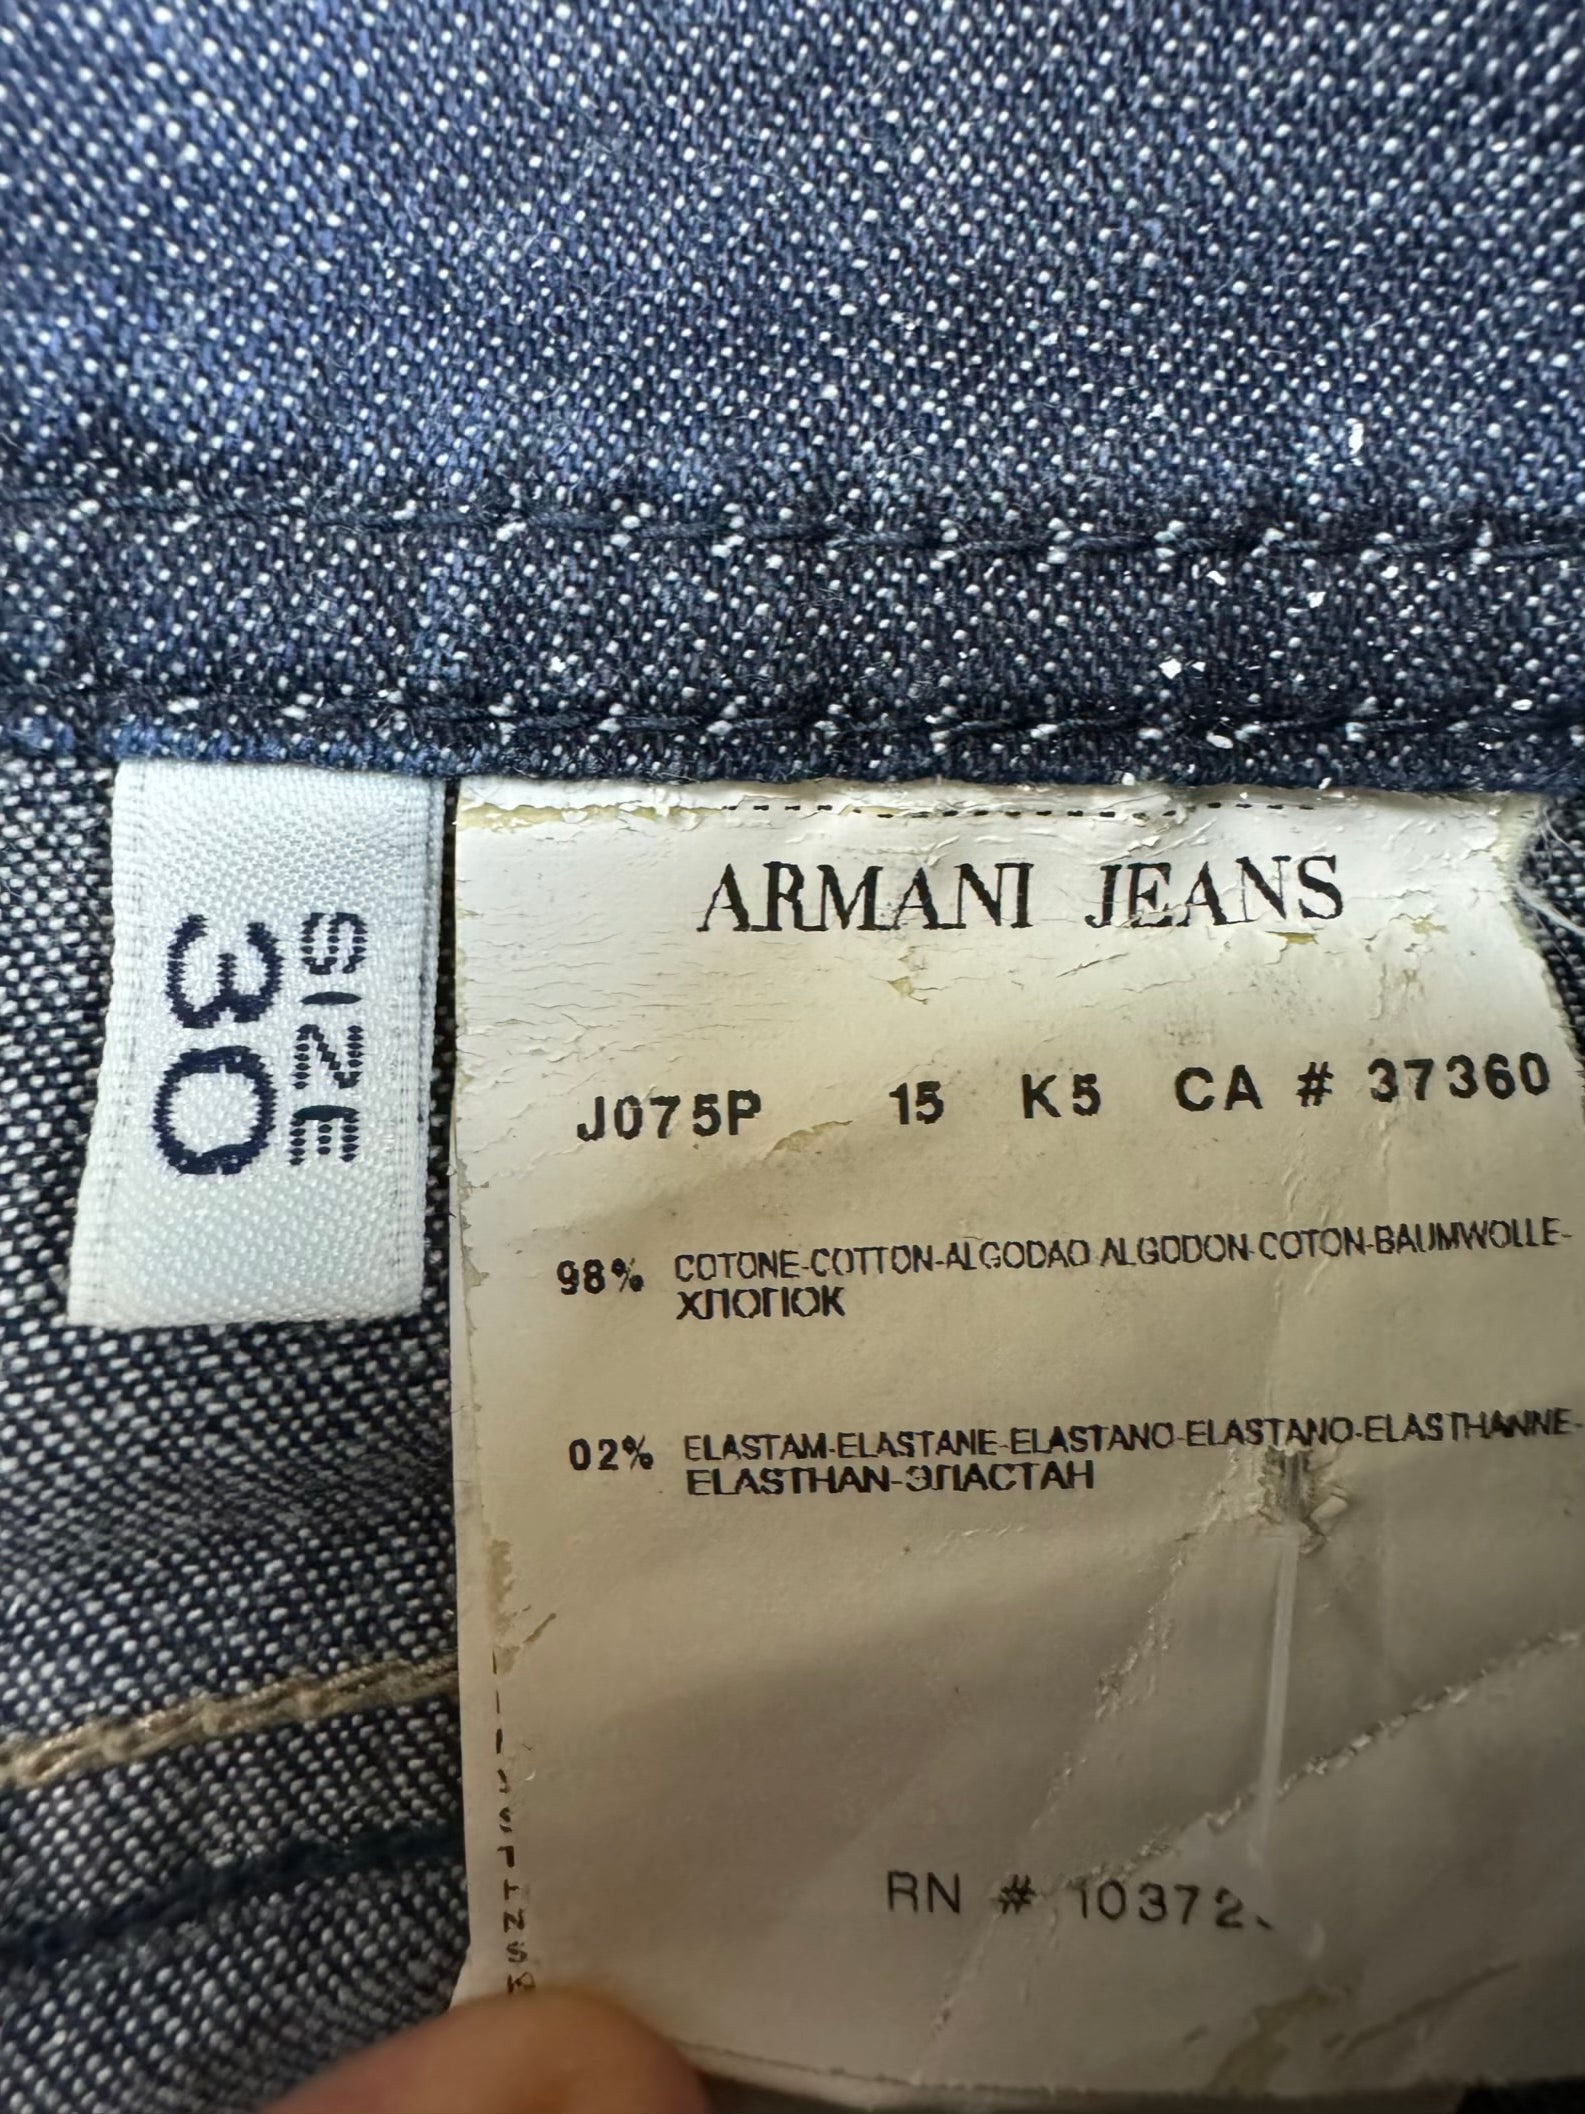 SIZE
30
ARMANI JEANS
J075P 15 K5 CA # 37360
98% COTONE-COTTON-ALGODAO ALGODON-COTON-BAUMWOLLE-
ХЛОПОК
02% ELASTAM-ELASTANE-ELASTANO-ELASTANO-ELASTHANNE-
ELASTHAN-ЭЛАСТАН
RN # 10372